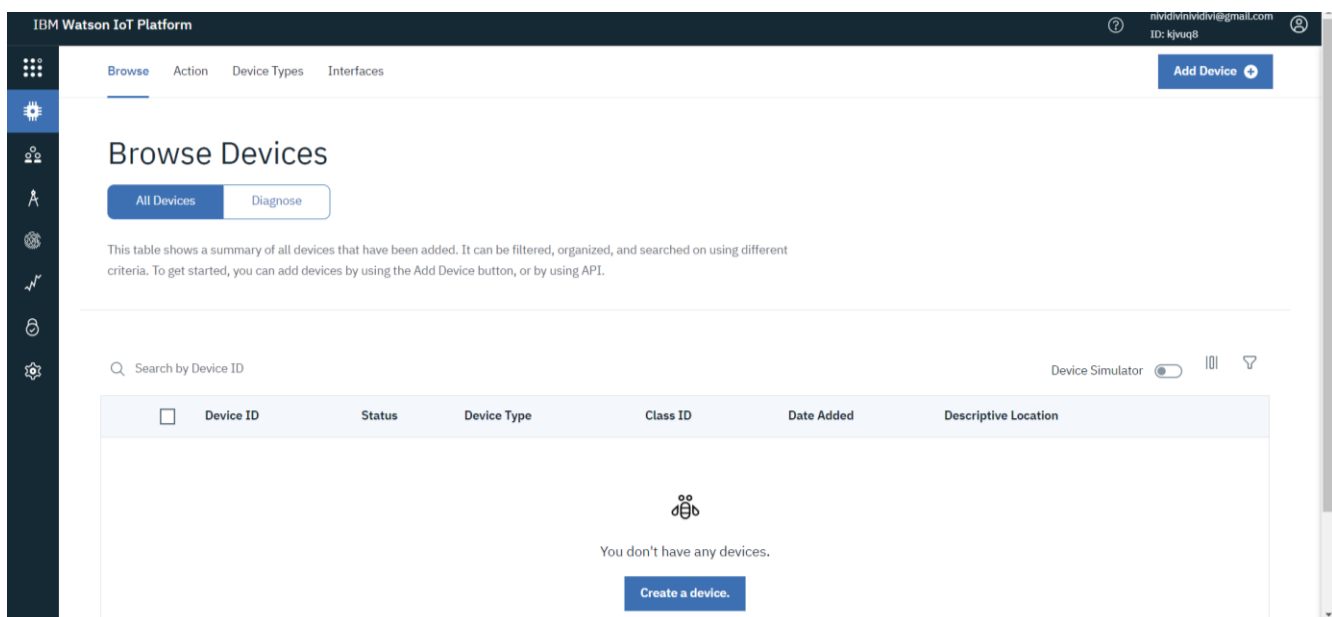 IBM Watson IoT Platform
nividivinividivi@gmail.com
ID: kjvuq8
Browse Action Device Types Interfaces
Add Device
Browse Devices
All Devices Diagnose
This table shows a summary of all devices that have been added. It can be filtered, organized, and searched on using different
criteria. To get started, you can add devices by using the Add Device button, or by using API.
Search by Device ID
Device Simulator
Device ID Status Device Type Class ID Date Added Descriptive Location
You don't have any devices.
Create a device.